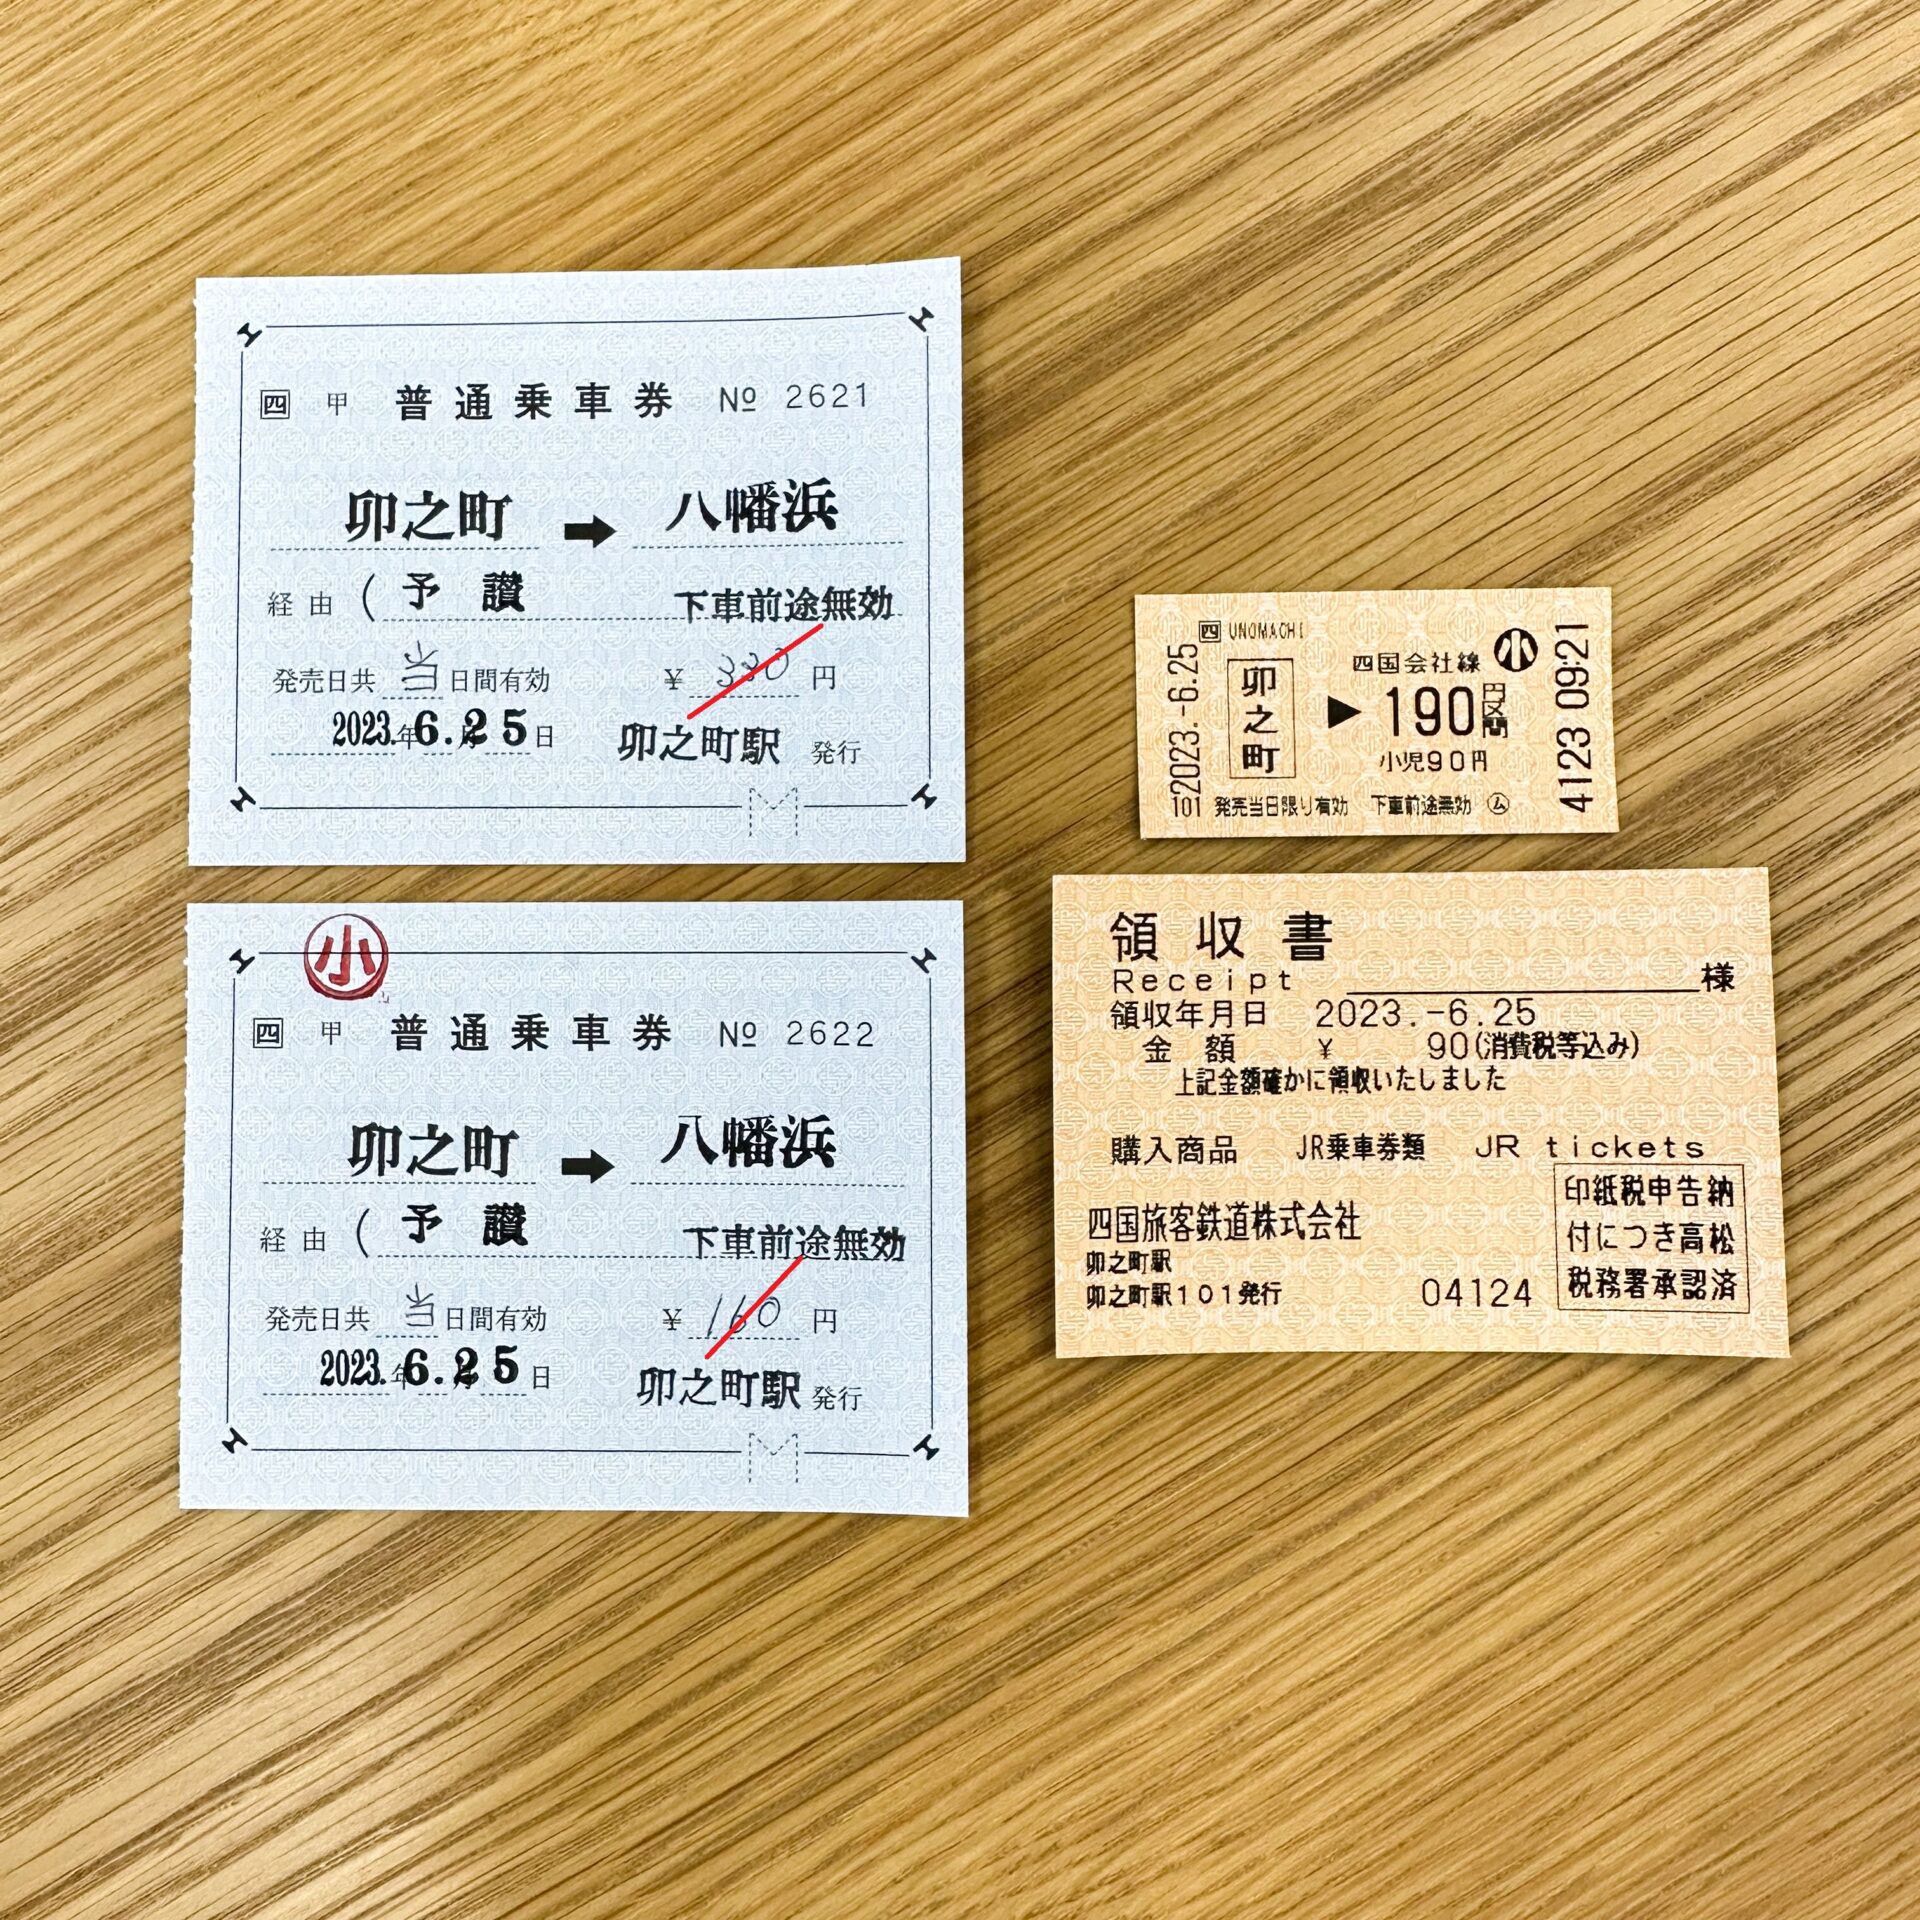 四 甲 普通乗車券 № 2621
卯之町 ➡ 八幡浜
経由 ( 予讃 下車前途無効
発売日共 当 日間有効 ¥ 330 円
2023.年6.月25日 卯之町駅 発行
小
四 甲 普通乗車券 № 2622
卯之町 ➡ 八幡浜
経由 ( 予讃 下車前途無効
発売日共 当 日間有効 ¥ 160 円
2023.年6.月25日 卯之町駅 発行
2023.-6.25
四 UNOMACHI
卯之町 ▶ 四国会社線 小
190円区間
小児90円
101 発売当日限り有効 下車前途無効 ム
4123 09:21
領収書
Receipt 様
領収年月日 2023.-6.25
金額 ¥ 90(消費税等込み)
上記金額確かに領収いたしました
購入商品 JR乗車券類 JR tickets
四国旅客鉄道株式会社
卯之町駅
卯之町駅101発行 04124
印紙税申告納
付につき高松
税務署承認済